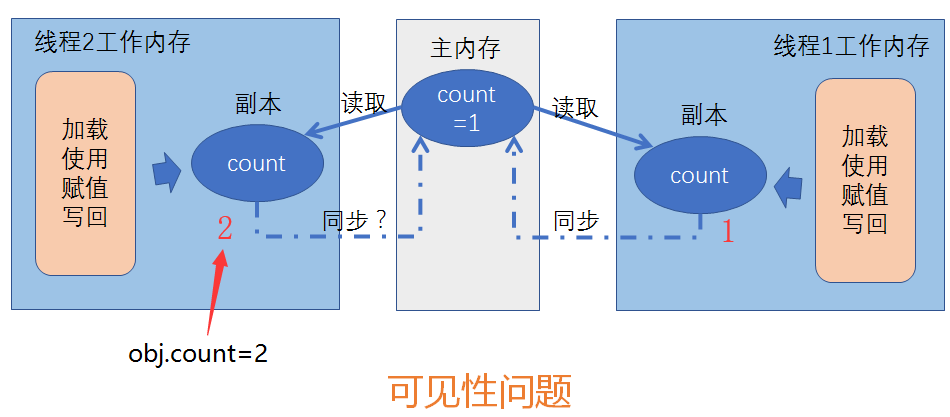 线程2工作内存
主内存
线程1工作内存
加载
使用
赋值
写回
副本
count
读取
count
=1
读取
副本
count
加载
使用
赋值
写回
2
同步？
同步
1
obj.count=2
可见性问题